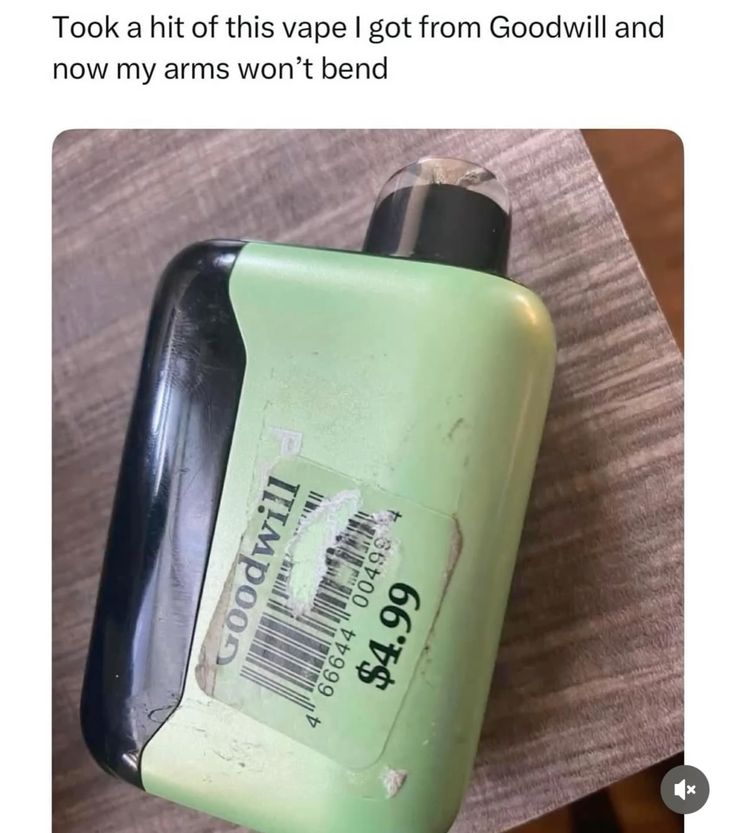 Took a hit of this vape I got from Goodwill and
now my arms won’t bend
Goodwill
4 66644 00499 4
$4.99